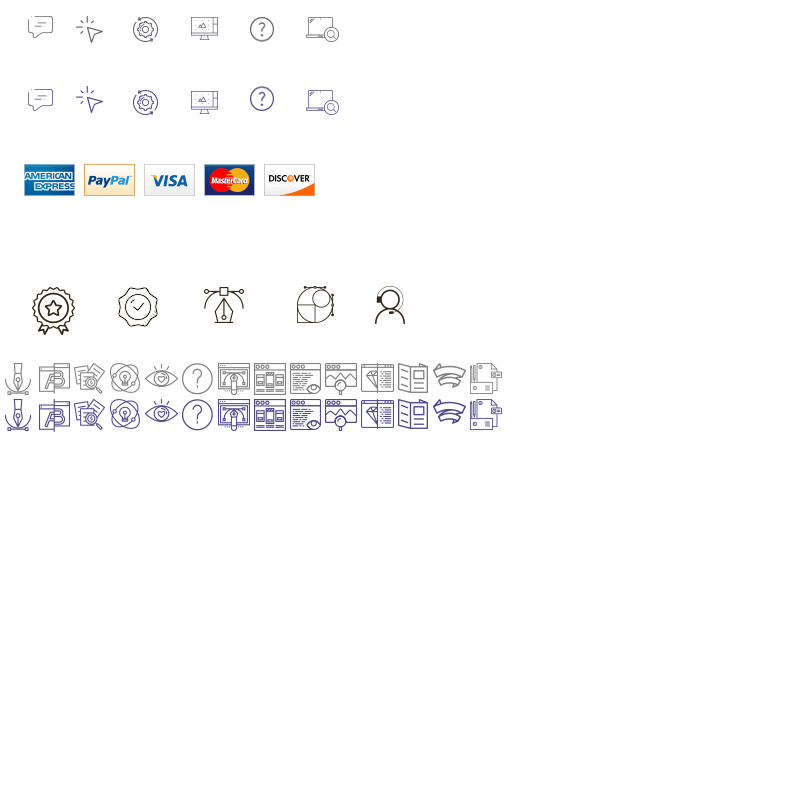 AMERICAN
EXPRESS
PayPal
VISA
MasterCard
DISCOVER